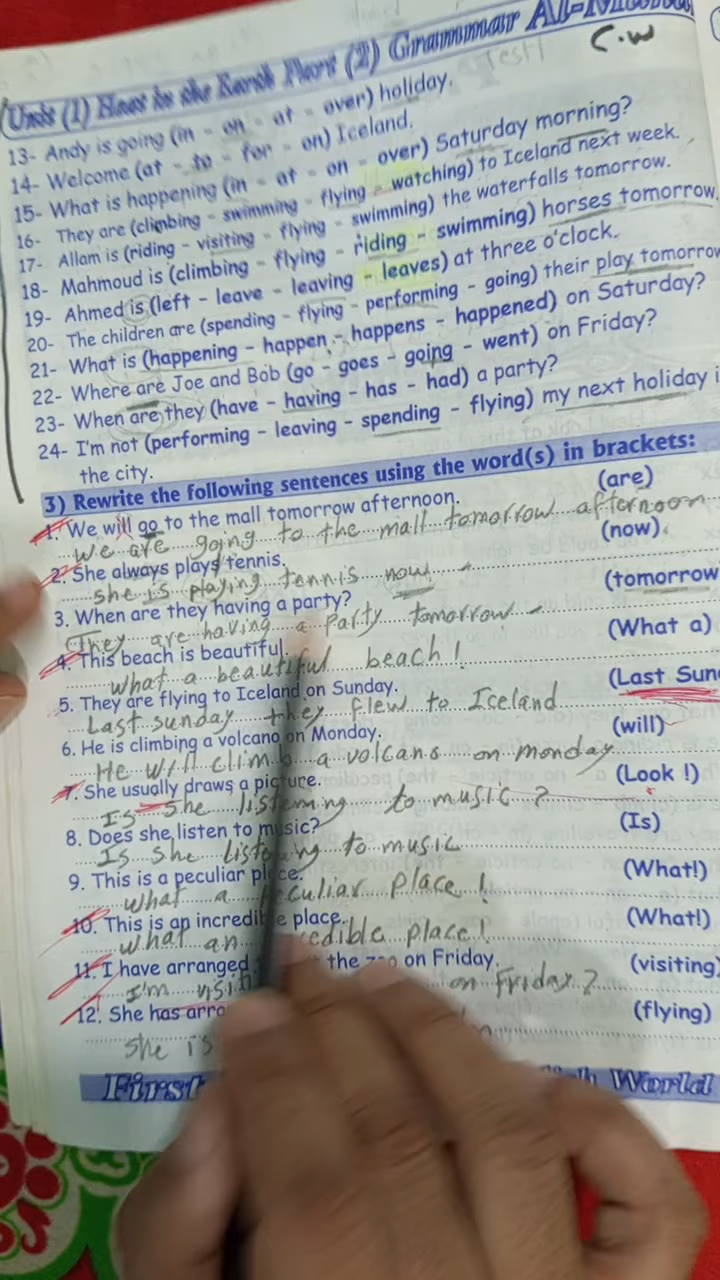 Units (1) Heat in the Earth Part (2) Grammar
C.w
13- Andy is going (in - on - at - over) holiday.
14- Welcome (at - to - for - on) Iceland.
15- What is happening (in - at - on - over) Saturday morning?
16- They are (climbing - swimming - flying - watching) to Iceland next week.
17- Allam is (riding - visiting - flying - swimming) the waterfalls tomorrow.
18- Mahmoud is (climbing - flying - riding - swimming) horses tomorrow.
19- Ahmed is (left - leave - leaving - leaves) at three o'clock.
20- The children are (spending - flying - performing - going) their play tomorrow
21- What is (happening - happen - happens - happened) on Saturday?
22- Where are Joe and Bob (go - goes - going - went) on Friday?
23- When are they (have - having - has - had) a party?
24- I'm not (performing - leaving - spending - flying) my next holiday i
the city.
3) Rewrite the following sentences using the word(s) in brackets:
1. We will go to the mall tomorrow afternoon. (are)
We are going to the mall tomorrow afternoon
2. She always plays tennis. (now)
she is playing tennis now
3. When are they having a party? (tomorrow
They are having a Party tomorrow
4. This beach is beautiful. (What a)
what a beautiful beach!
5. They are flying to Iceland on Sunday. (Last Sun
Last sunday they flew to Iceland
6. He is climbing a volcano on Monday. (will)
He will climb a volcano on monday
7. She usually draws a picture. (Look !)
Is she listening to music?
8. Does she listen to music? (Is)
Is she to music
9. This is a peculiar place. (What!)
what a peculiar place!
10. This is an incredible place. (What!)
what an place!
11. I have arranged the zoo on Friday. (visiting)
I'm on Friday?
12. She has (flying)
she is
First World